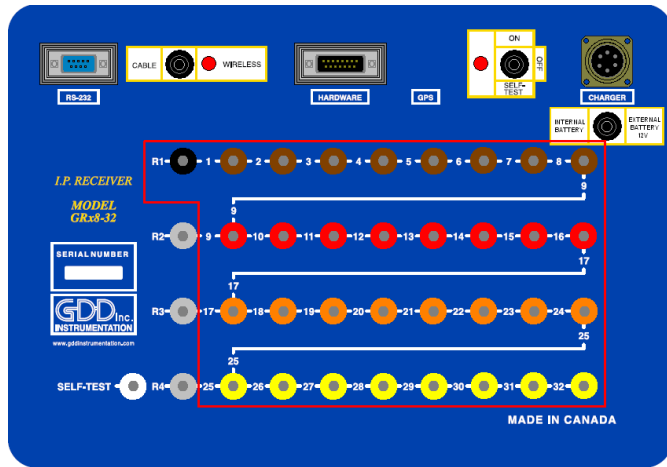 ON
CABLE
WIRELESS
OFF
SELF-
TEST
RS-232
HARDWARE
GPS
CHARGER
INTERNAL
BATTERY
EXTERNAL
BATTERY
12V
R1 1 2 3 4 5 6 7 8
9
I.P. RECEIVER
MODEL
GRx8-32
9
R2 9 10 11 12 13 14 15 16
SERIAL NUMBER
17
17
GDD Inc.
INSTRUMENTATION
R3 17 18 19 20 21 22 23 24
www.gddinstrumentation.com
25
25
SELF-TEST R4 25 26 27 28 29 30 31 32
MADE IN CANADA